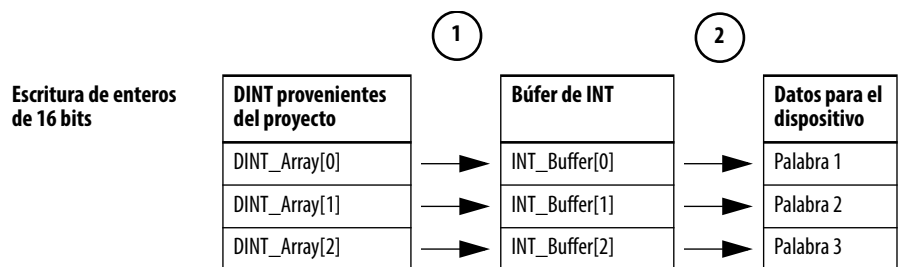 1
2
Escritura de enteros
de 16 bits
DINT provenientes
del proyecto
Búfer de INT
Datos para el
dispositivo
DINT_Array[0]
INT_Buffer[0]
Palabra 1
DINT_Array[1]
INT_Buffer[1]
Palabra 2
DINT_Array[2]
INT_Buffer[2]
Palabra 3